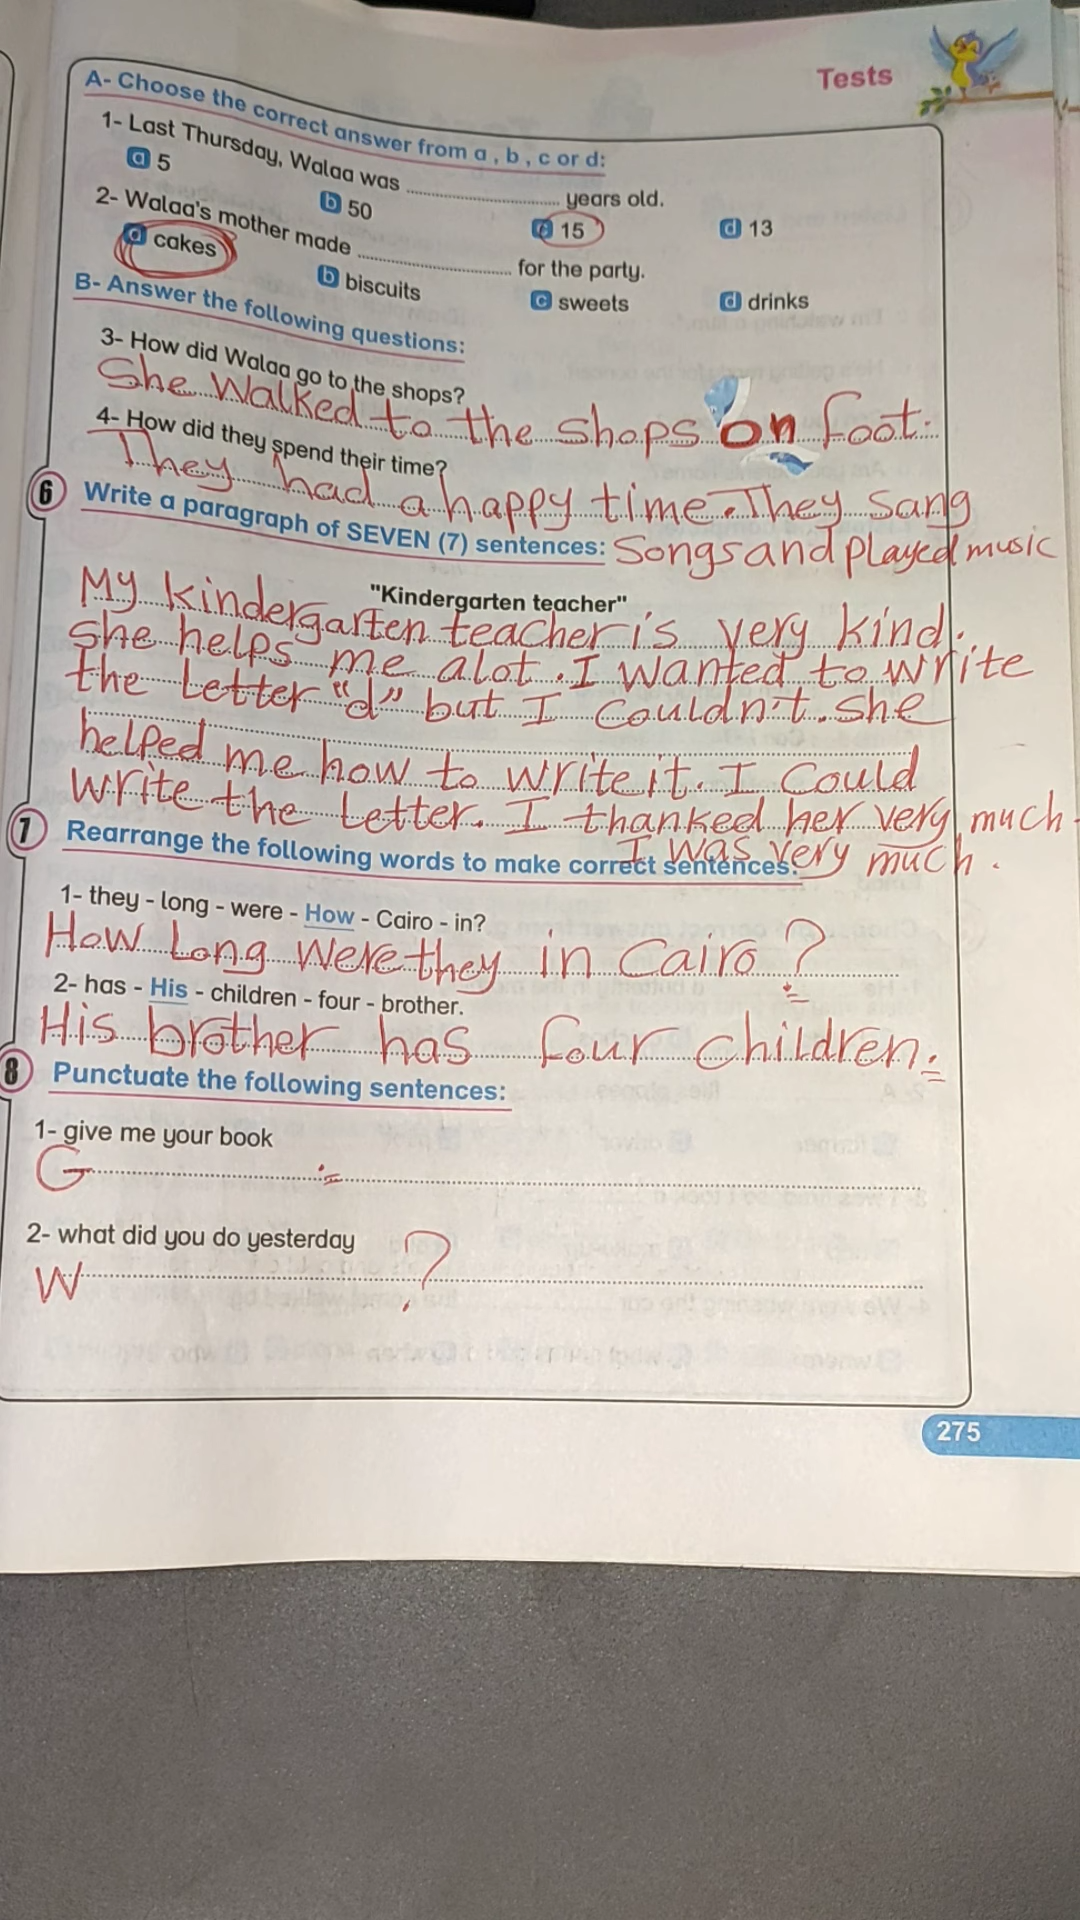 Tests
A- Choose the correct answer from a , b , c or d:
1- Last Thursday, Walaa was .................... years old.
a 5
b 50
c 15
d 13
2- Walaa's mother made .................... for the party.
a cakes
b biscuits
c sweets
d drinks
B- Answer the following questions:
3- How did Walaa go to the shops?
She Walked to the shops on foot.
4- How did they spend their time?
They had a happy time. They sang
songs and played music
6 Write a paragraph of SEVEN (7) sentences:
"Kindergarten teacher"
My kindergarten teacher is very kind.
she helps me alot. I wanted to write
the letter "d" but I couldn't. she
helped me how to write it. I could
write the letter. I thanked her very much.
I was very much.
7 Rearrange the following words to make correct sentences:
1- they - long - were - How - Cairo - in?
How long were they in Cairo?
2- has - His - children - four - brother.
His brother has four children.
8 Punctuate the following sentences:
1- give me your book
G .
2- what did you do yesterday
W ?
275